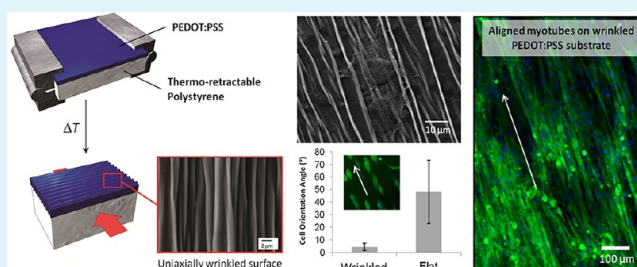 PEDOT:PSS
Thermo-retractable
Polystyrene
ΔT
2μm
Uniaxially wrinkled surface
10 μm
Cell Orientation Angle (°)
80
70
60
50
40
30
20
10
0
Wrinkled
Flat
Aligned myotubes on wrinkled
PEDOT:PSS substrate
100 μm